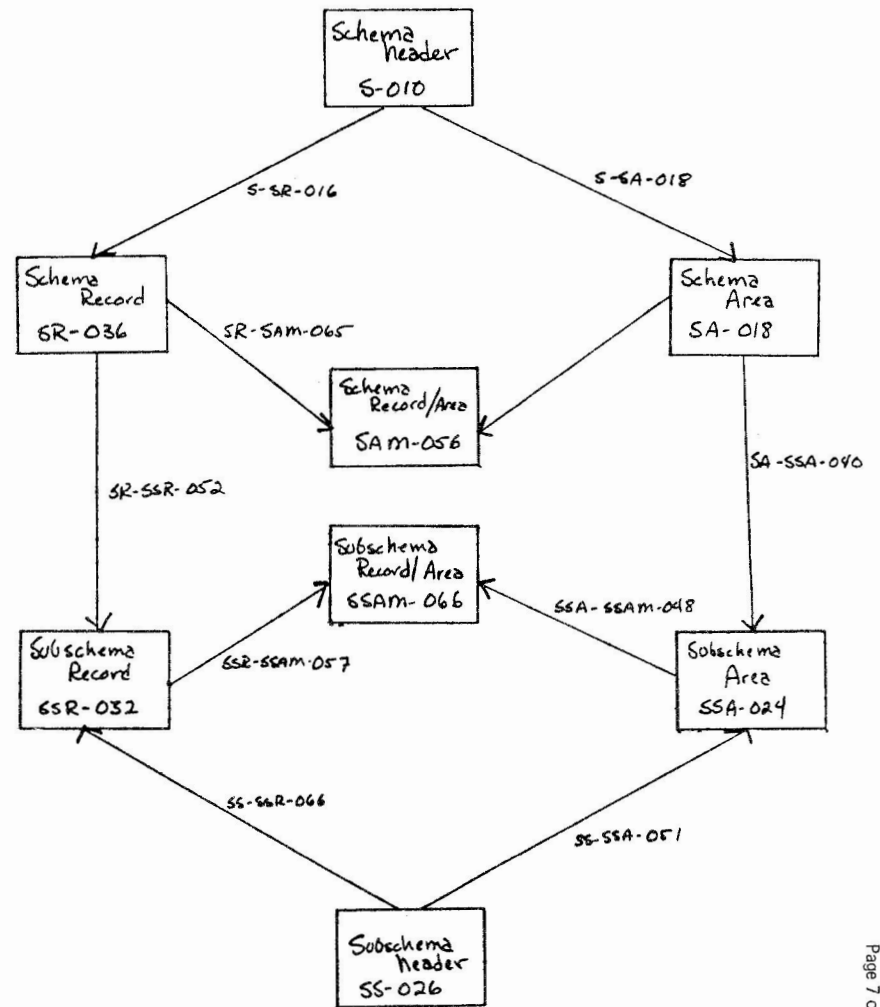 Schema
header
S-010
S-SR-016
S-SA-018
Schema
Record
SR-036
Schema
Area
SA-018
SR-SAM-065
Schema
Record/Area
SAM-056
SR-SSR-052
SA-SSA-040
Subschema
Record/Area
SSAM-066
SSR-SSAM-057
SSA-SSAM-048
Subschema
Record
SSR-032
Subschema
Area
SSA-024
SS-SSR-066
SS-SSA-051
Subschema
header
SS-026
Page 7